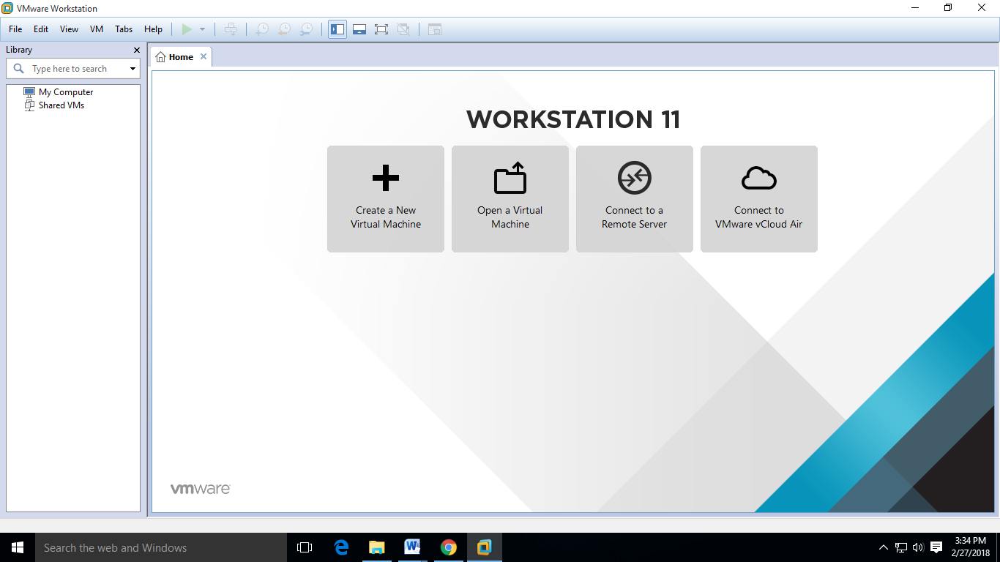 VMware Workstation
File Edit View VM Tabs Help
Library
Type here to search
My Computer
Shared VMs
Home
WORKSTATION 11
Create a New
Virtual Machine
Open a Virtual
Machine
Connect to a
Remote Server
Connect to
VMware vCloud Air
vmware
Search the web and Windows
3:34 PM
2/27/2018